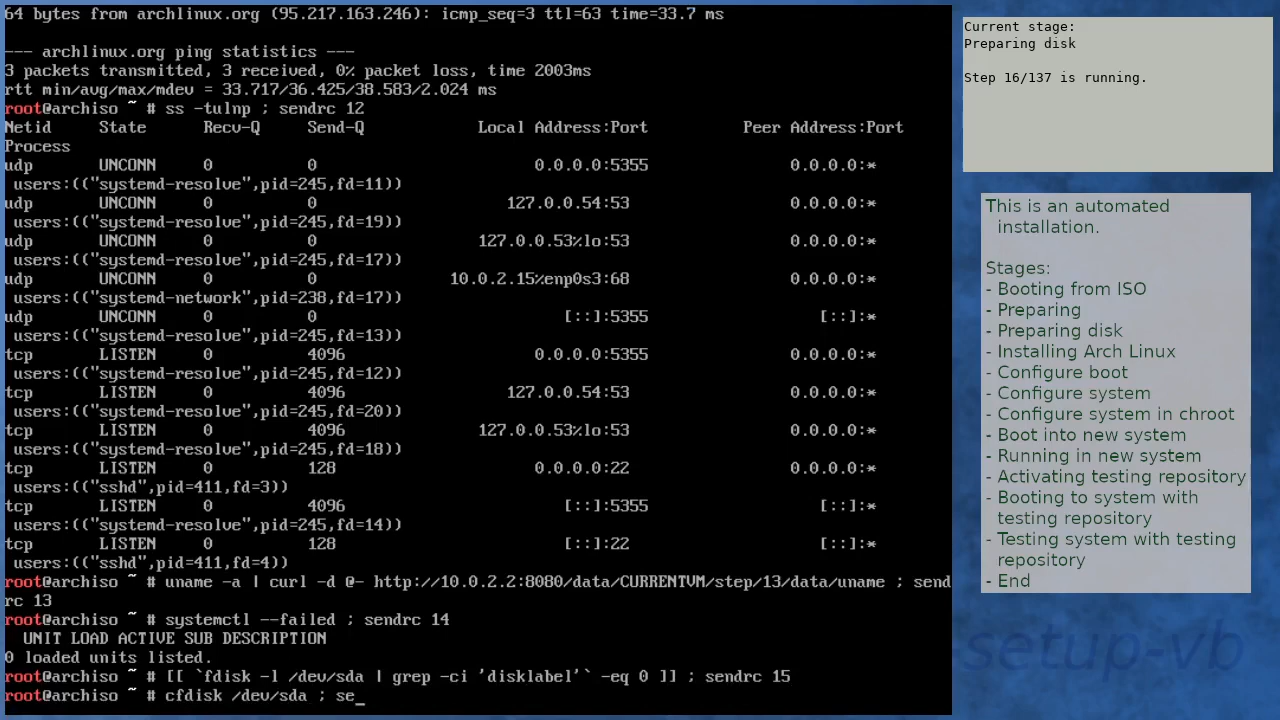 64 bytes from archlinux.org (95.217.163.246): icmp_seq=3 ttl=63 time=33.7 ms
--- archlinux.org ping statistics ---
3 packets transmitted, 3 received, 0% packet loss, time 2003ms
rtt min/avg/max/mdev = 33.717/36.425/38.583/2.024 ms
root@archiso ~ # ss -tulnp ; sendrc 12
Netid State Recv-Q Send-Q Local Address:Port Peer Address:Port
Process
udp UNCONN 0 0 0.0.0.0:5355 0.0.0.0:*
users:(("systemd-resolve",pid=245,fd=11))
udp UNCONN 0 0 127.0.0.54:53 0.0.0.0:*
users:(("systemd-resolve",pid=245,fd=19))
udp UNCONN 0 0 127.0.0.53%lo:53 0.0.0.0:*
users:(("systemd-resolve",pid=245,fd=17))
udp UNCONN 0 0 10.0.2.15%enp0s3:68 0.0.0.0:*
users:(("systemd-network",pid=238,fd=17))
udp UNCONN 0 0 [::]:5355 [::]:*
users:(("systemd-resolve",pid=245,fd=13))
tcp LISTEN 0 4096 0.0.0.0:5355 0.0.0.0:*
users:(("systemd-resolve",pid=245,fd=12))
tcp LISTEN 0 4096 127.0.0.54:53 0.0.0.0:*
users:(("systemd-resolve",pid=245,fd=20))
tcp LISTEN 0 4096 127.0.0.53%lo:53 0.0.0.0:*
users:(("systemd-resolve",pid=245,fd=18))
tcp LISTEN 0 128 0.0.0.0:22 0.0.0.0:*
users:(("sshd",pid=411,fd=3))
tcp LISTEN 0 4096 [::]:5355 [::]:*
users:(("systemd-resolve",pid=245,fd=14))
tcp LISTEN 0 128 [::]:22 [::]:*
users:(("sshd",pid=411,fd=4))
root@archiso ~ # uname -a | curl -d @- http://10.0.2.2:8080/data/CURRENTVM/step/13/data/uname ; send
rc 13
root@archiso ~ # systemctl --failed ; sendrc 14
UNIT LOAD ACTIVE SUB DESCRIPTION
0 loaded units listed.
root@archiso ~ # [[ `fdisk -l /dev/sda | grep -ci 'disklabel'` -eq 0 ]] ; sendrc 15
root@archiso ~ # cfdisk /dev/sda ; se_
Current stage:
Preparing disk
Step 16/137 is running.
This is an automated
installation.
Stages:
- Booting from ISO
- Preparing
- Preparing disk
- Installing Arch Linux
- Configure boot
- Configure system
- Configure system in chroot
- Boot into new system
- Running in new system
- Activating testing repository
- Booting to system with
testing repository
- Testing system with testing
repository
- End
-setup-vb